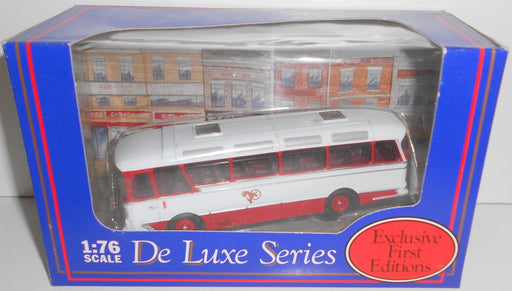 1:76
SCALE
De Luxe Series
Exclusive
First
Editions